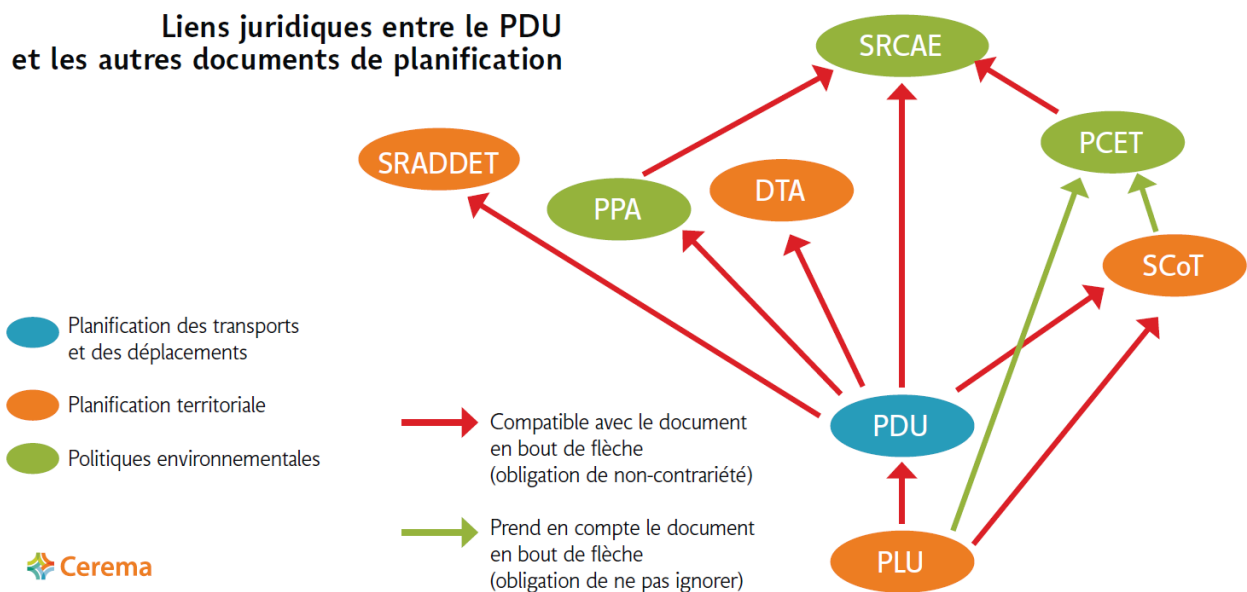 Liens juridiques entre le PDU
et les autres documents de planification
SRCAE
PCET
SRADDET
DTA
PPA
SCoT
Planification des transports
et des déplacements
Planification territoriale
Politiques environnementales
Compatible avec le document
en bout de flèche
(obligation de non-contrariété)
PDU
Prend en compte le document
en bout de flèche
(obligation de ne pas ignorer)
PLU
Cerema